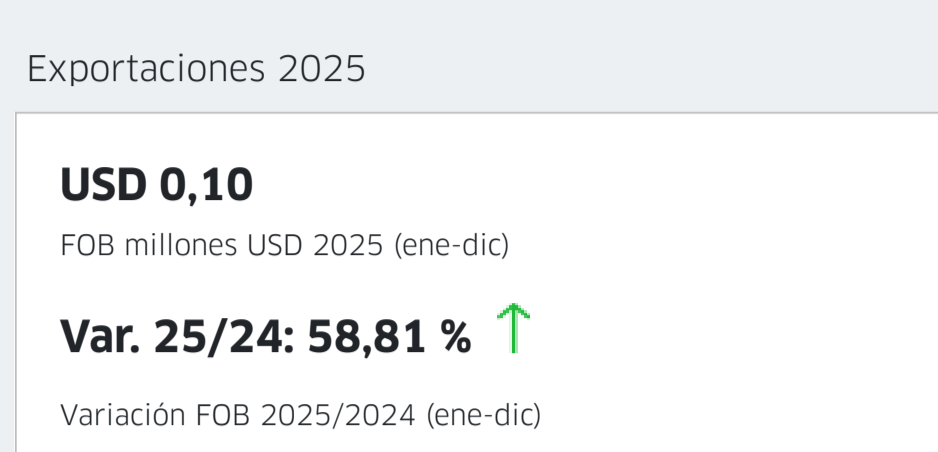 Exportaciones 2025
USD 0,10
FOB millones USD 2025 (ene-dic)
Var. 25/24: 58,81 % ↑
Variación FOB 2025/2024 (ene-dic)